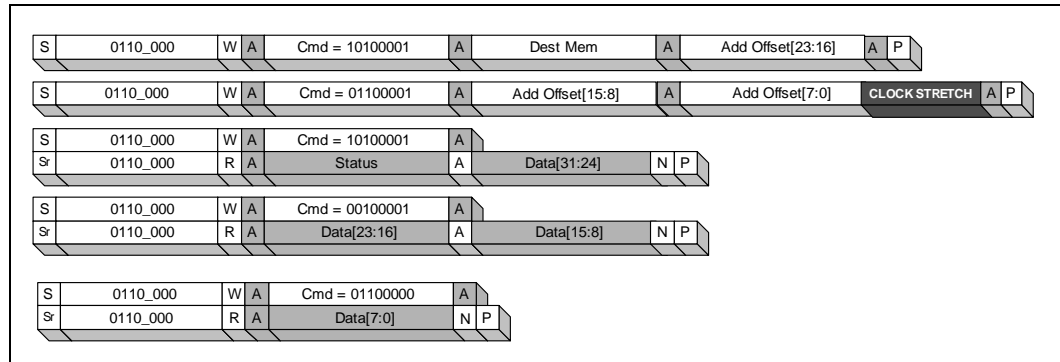 S 0110_000 W A Cmd = 10100001 A Dest Mem A Add Offset[23:16] A P
S 0110_000 W A Cmd = 01100001 A Add Offset[15:8] A Add Offset[7:0] CLOCK STRETCH A P
S 0110_000 W A Cmd = 10100001 A
Sr 0110_000 R A Status A Data[31:24] N P
S 0110_000 W A Cmd = 00100001 A
Sr 0110_000 R A Data[23:16] A Data[15:8] N P
S 0110_000 W A Cmd = 01100000 A
Sr 0110_000 R A Data[7:0] N P